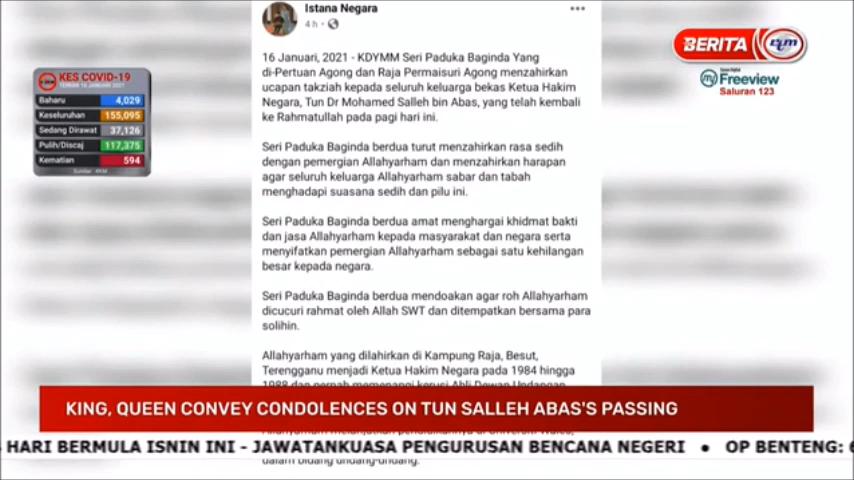 Istana Negara
4 h
16 Januari, 2021 - KDYMM Seri Paduka Baginda Yang
di-Pertuan Agong dan Raja Permaisuri Agong menzahirkan
ucapan takziah kepada seluruh keluarga bekas Ketua Hakim
Negara, Tun Dr Mohamed Salleh bin Abas, yang telah kembali
ke Rahmatullah pada pagi hari ini.
Seri Paduka Baginda berdua turut menzahirkan rasa sedih
dengan pemergian Allahyarham dan menzahirkan harapan
agar seluruh keluarga Allahyarham sabar dan tabah
menghadapi suasana sedih dan pilu ini.
Seri Paduka Baginda berdua amat menghargai khidmat bakti
dan jasa Allahyarham kepada masyarakat dan negara serta
menyifatkan pemergian Allahyarham sebagai satu kehilangan
besar kepada negara.
Seri Paduka Baginda berdua mendoakan agar roh Allahyarham
dicucuri rahmat oleh Allah SWT dan ditempatkan bersama para
solihin.
Allahyarham yang dilahirkan di Kampung Raja, Besut,
Terengganu menjadi Ketua Hakim Negara pada 1984 hingga
dalam bidang undang-undang.
KES COVID-19
Baharu 4,029
Keseluruhan 155,095
Sedang Dirawat 37,126
Pulih/Discaj 117,375
Kematian 594
Sumber : KKM
BERITA rtm
my Freeview
Saluran 123
KING, QUEEN CONVEY CONDOLENCES ON TUN SALLEH ABAS'S PASSING
HARI BERMULA ISNIN INI - JAWATANKUASA PENGURUSAN BENCANA NEGERI ● OP BENTENG: 6